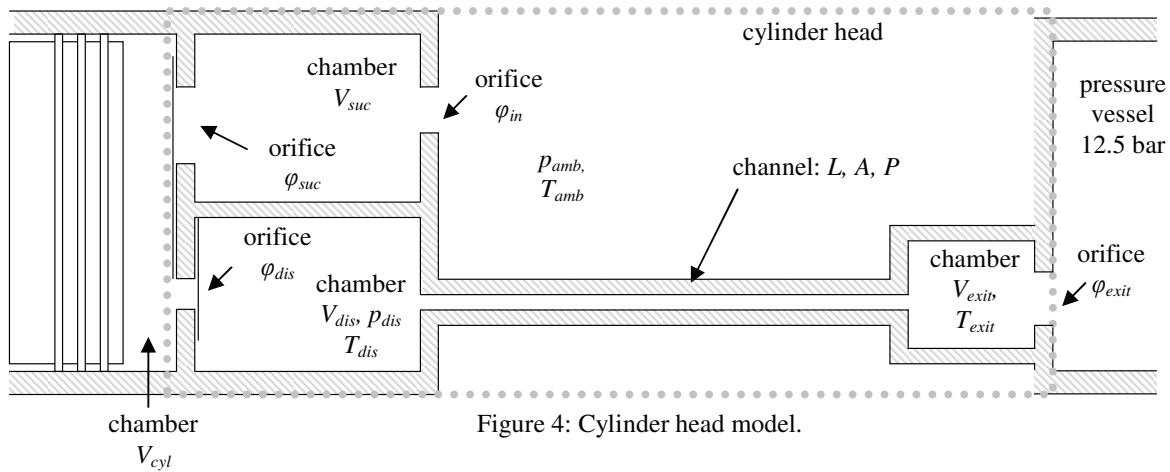 cylinder head
chamber
V_suc
orifice
φ_in
pressure
vessel
12.5 bar
orifice
φ_suc
p_amb,
T_amb
channel: L, A, P
orifice
φ_dis
chamber
V_dis, p_dis
T_dis
chamber
V_exit,
T_exit
orifice
φ_exit
chamber
V_cyl
Figure 4: Cylinder head model.